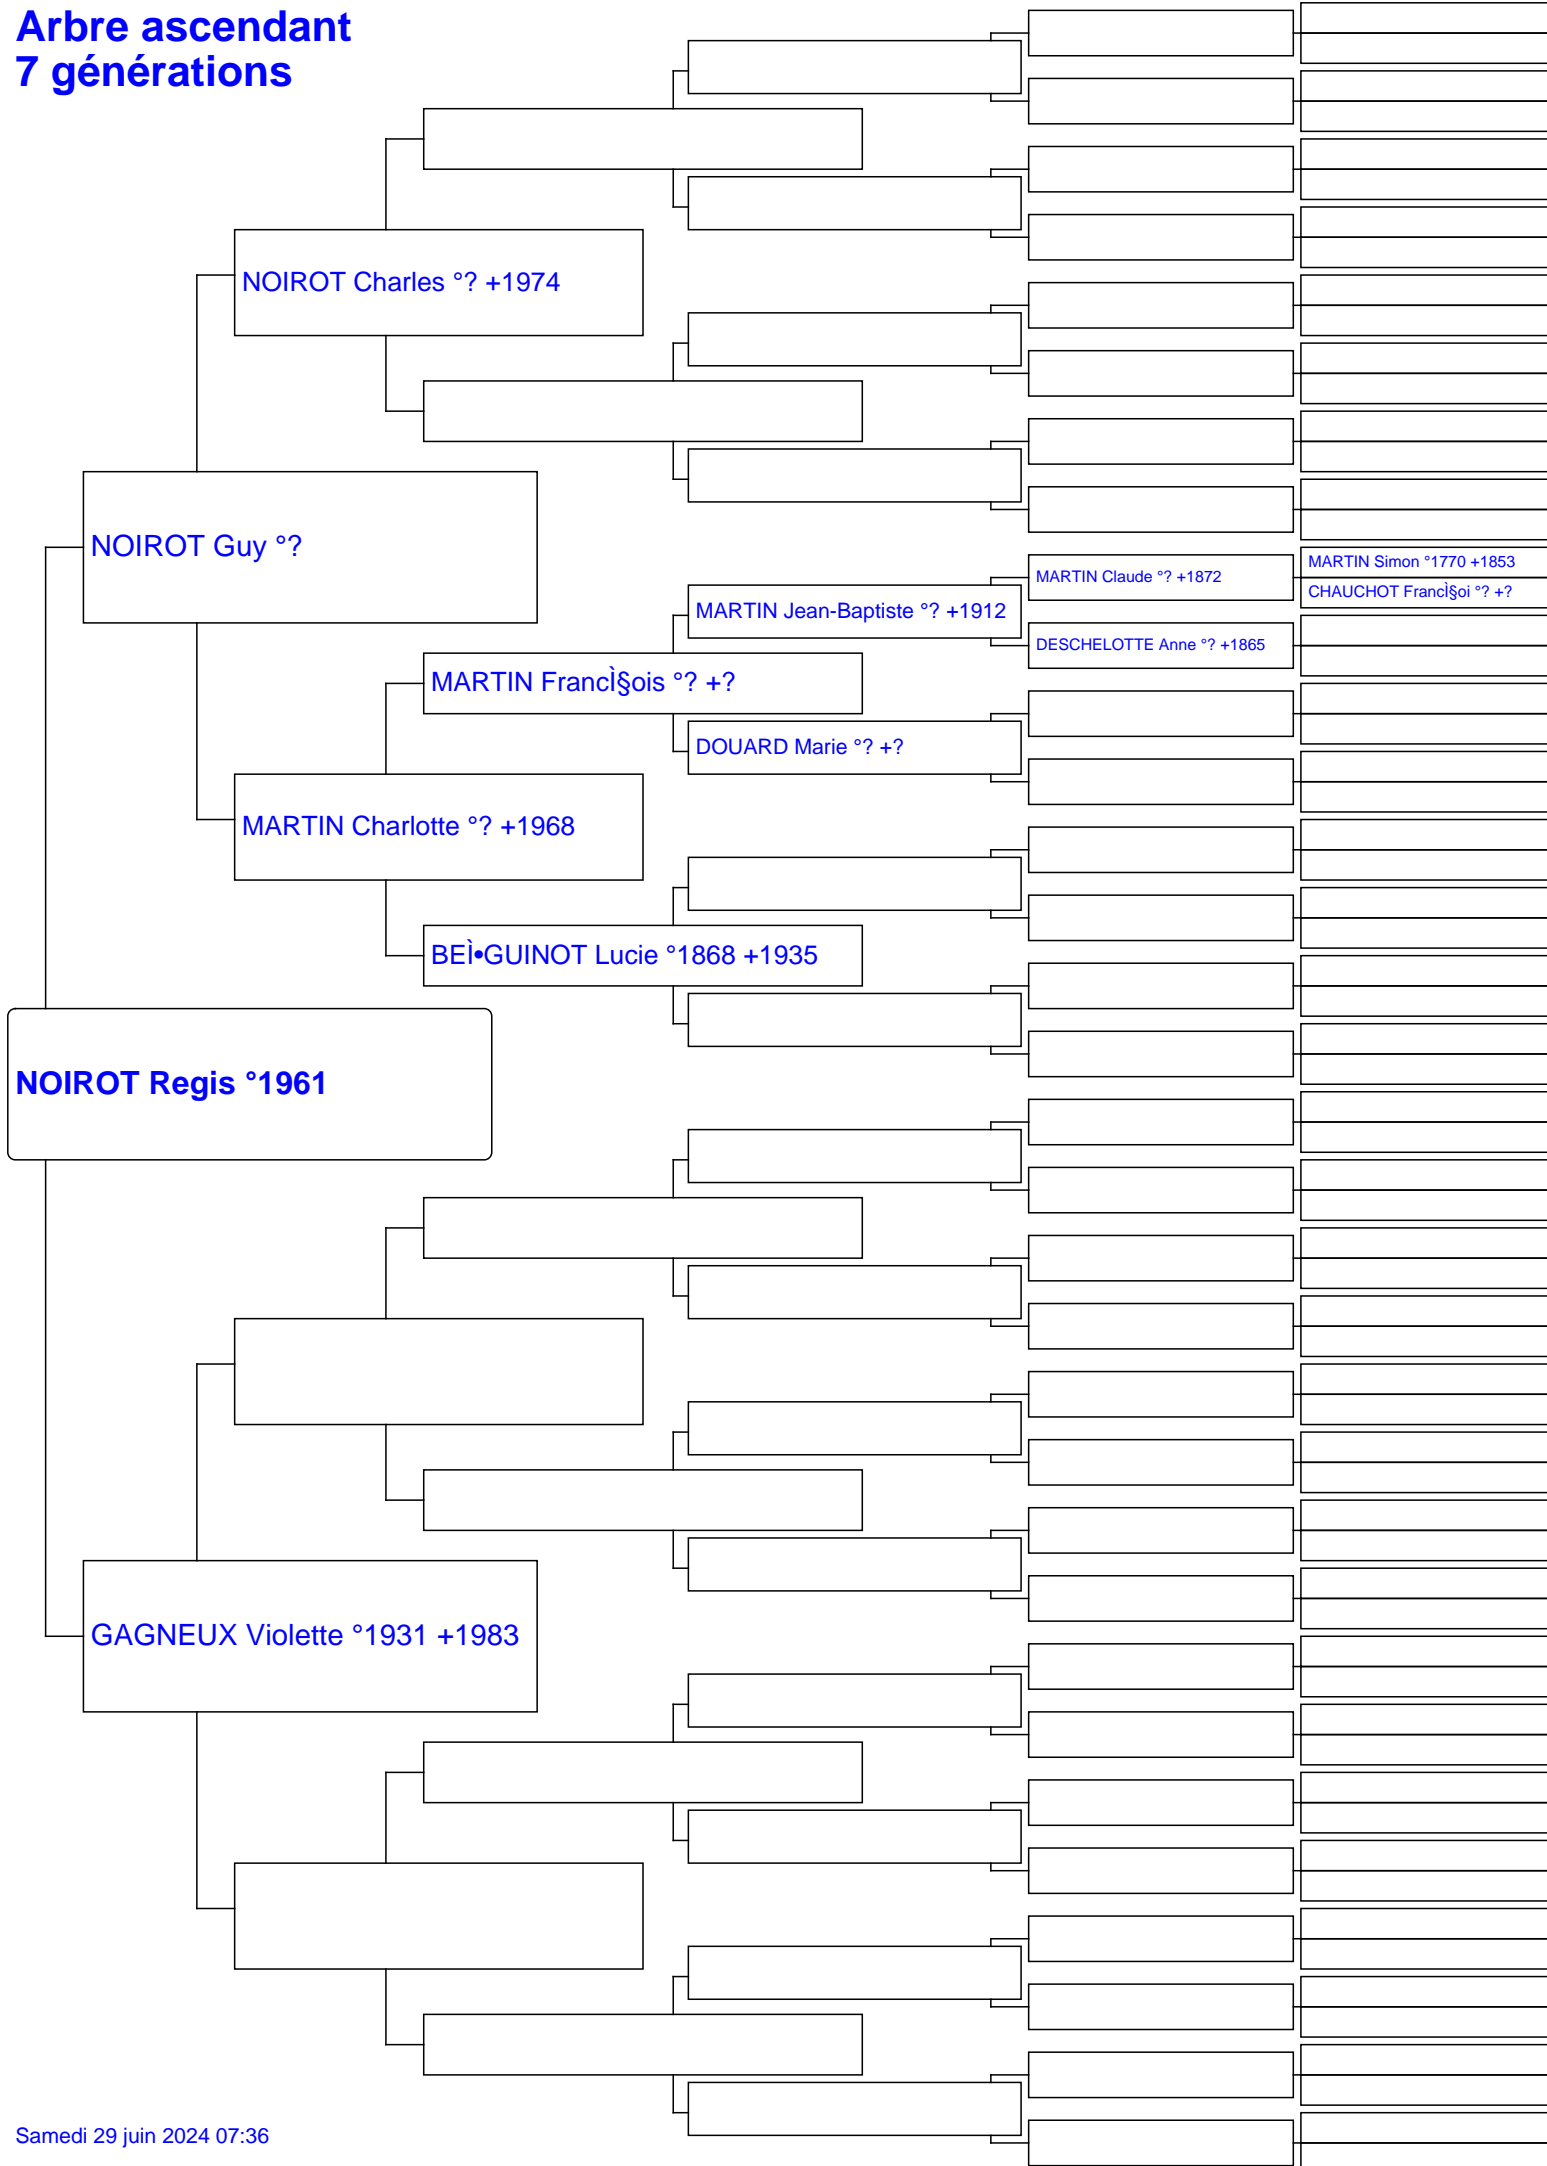 Arbre ascendant
7 générations
NOIROT Charles °? +1974
NOIROT Guy °?
MARTIN Simon °1770 +1853
MARTIN Claude °? +1872
CHAUCHOT FrancÌ§oi °? +?
MARTIN Jean-Baptiste °? +1912
DESCHELOTTE Anne °? +1865
MARTIN FrancÌ§ois °? +?
DOUARD Marie °? +?
MARTIN Charlotte °? +1968
BEÌ•GUINOT Lucie °1868 +1935
NOIROT Regis °1961
GAGNEUX Violette °1931 +1983
Samedi 29 juin 2024 07:36